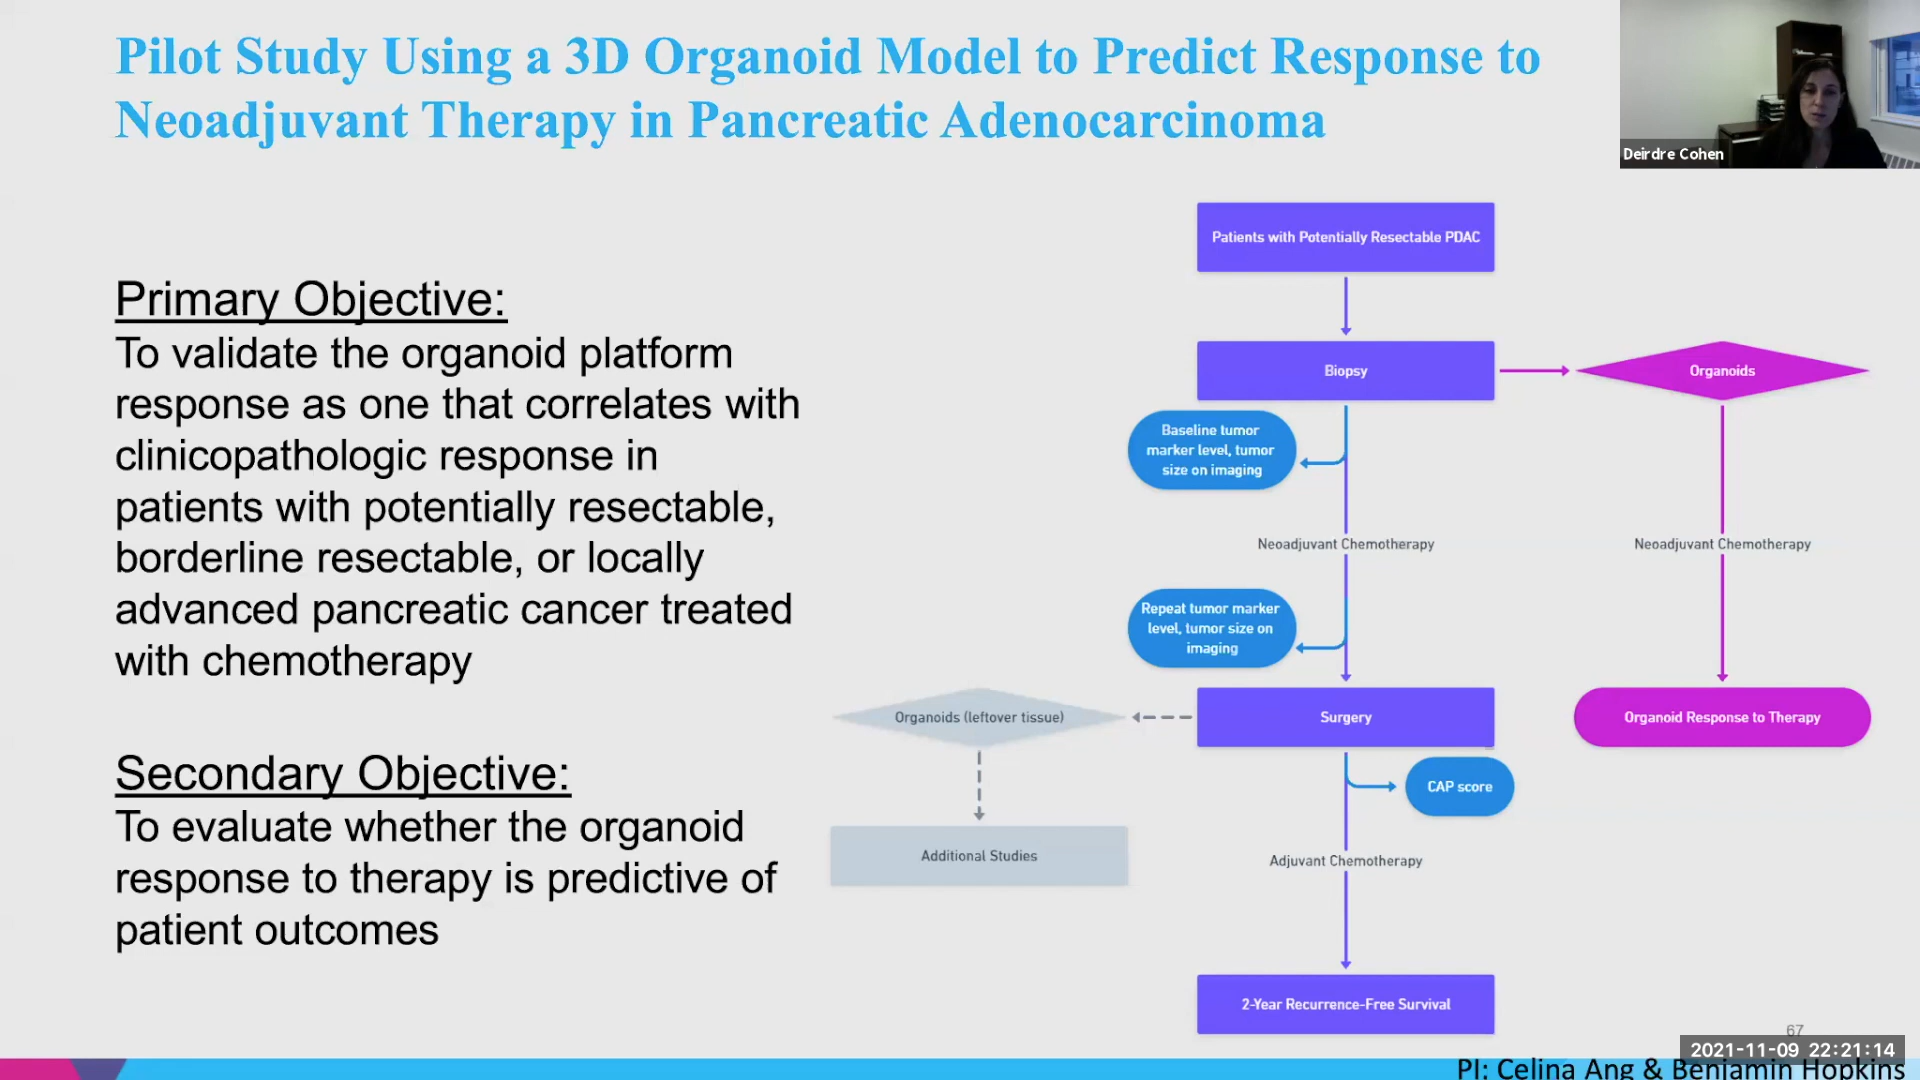 Pilot Study Using a 3D Organoid Model to Predict Response to
Neoadjuvant Therapy in Pancreatic Adenocarcinoma
Deirdre Cohen
Primary Objective:
To validate the organoid platform
response as one that correlates with
clinicopathologic response in
patients with potentially resectable,
borderline resectable, or locally
advanced pancreatic cancer treated
with chemotherapy
Secondary Objective:
To evaluate whether the organoid
response to therapy is predictive of
patient outcomes
Patients with Potentially Resectable PDAC
Biopsy
Organoids
Baseline tumor
marker level, tumor
size on imaging
Neoadjuvant Chemotherapy
Neoadjuvant Chemotherapy
Repeat tumor marker
level, tumor size on
imaging
Organoids (leftover tissue)
Surgery
Organoid Response to Therapy
CAP score
Additional Studies
Adjuvant Chemotherapy
2-Year Recurrence-Free Survival
67
2021-11-09 22:21:14
PI: Celina Ang & Benjamin Hopkins